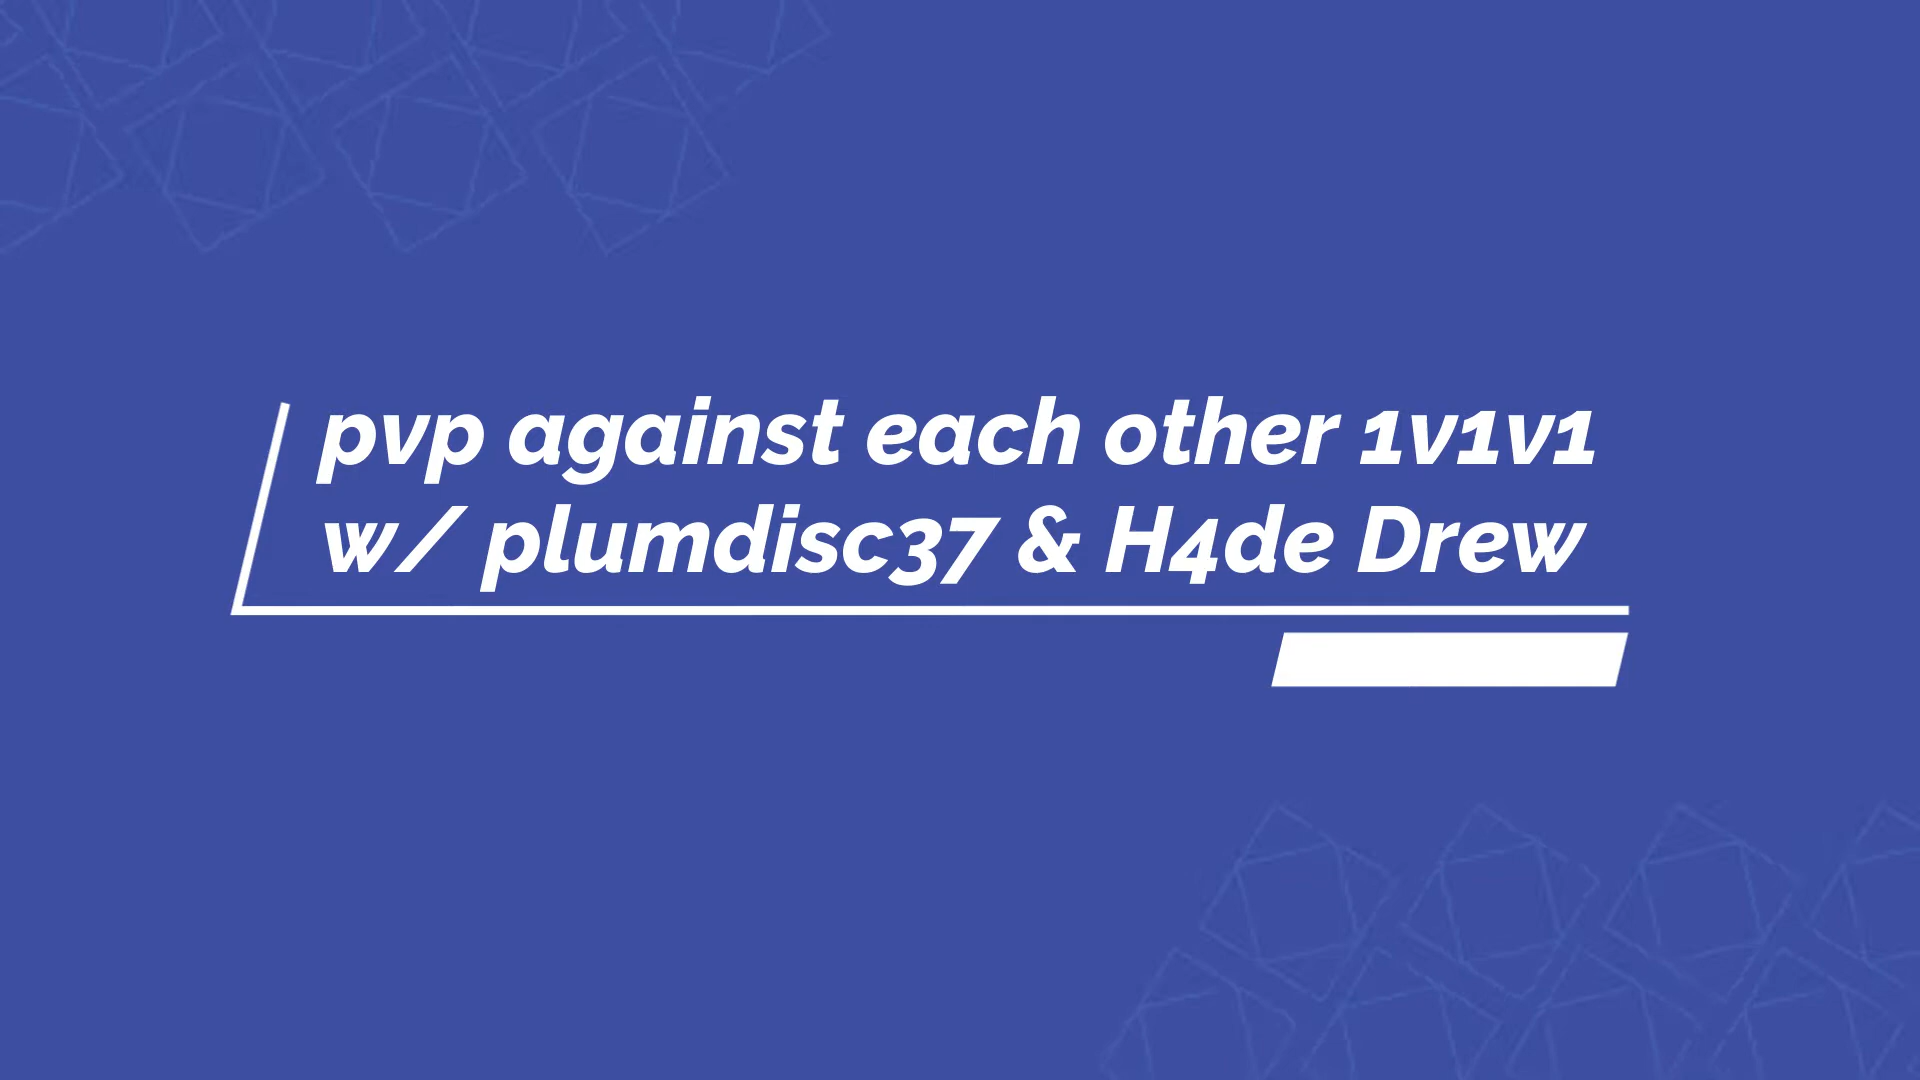 pvp against each other 1v1v1
w/ plumdisc37 & H4de Drew